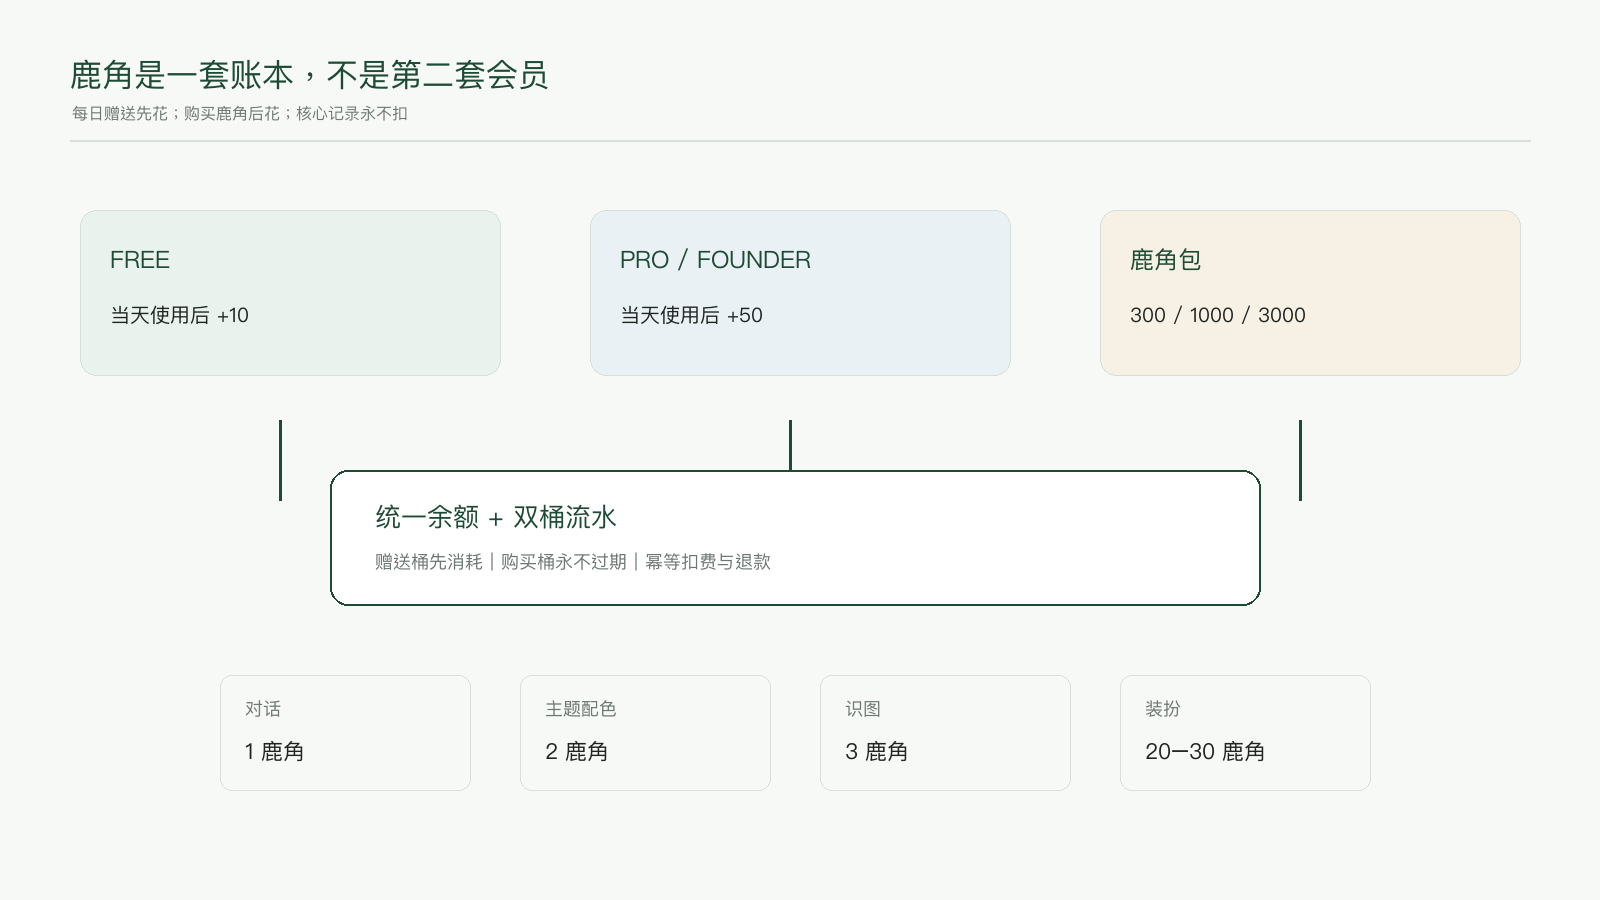 鹿角是一套账本，不是第二套会员
每日赠送先花；购买鹿角后花；核心记录永不扣
FREE
当天使用后 +10
PRO / FOUNDER
当天使用后 +50
鹿角包
300 / 1000 / 3000
统一余额 + 双桶流水
赠送桶先消耗｜购买桶永不过期｜幂等扣费与退款
对话
1 鹿角
主题配色
2 鹿角
识图
3 鹿角
装扮
20–30 鹿角